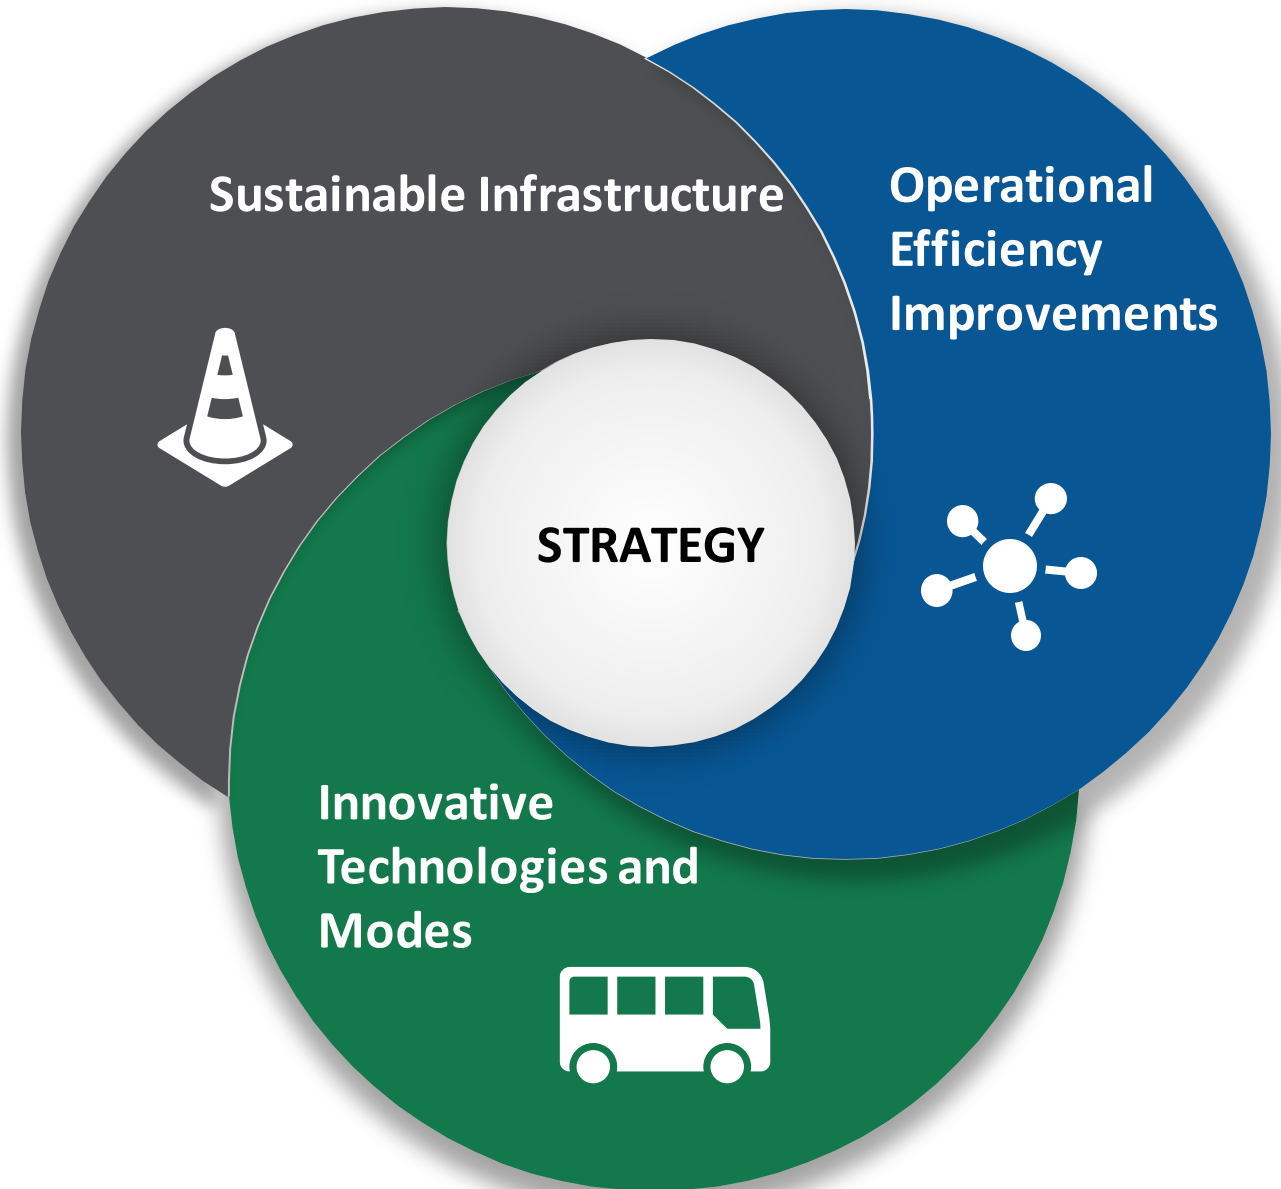 Sustainable Infrastructure
Operational
Efficiency
Improvements
STRATEGY
Innovative
Technologies and
Modes